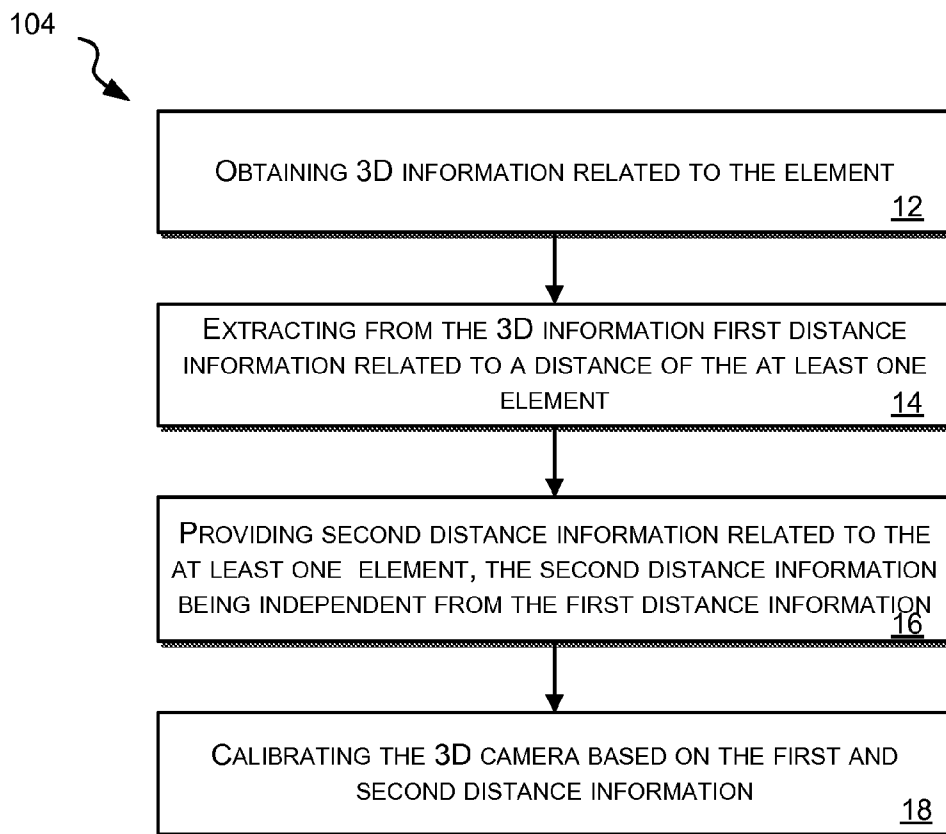 104
OBTAINING 3D INFORMATION RELATED TO THE ELEMENT
12
EXTRACTING FROM THE 3D INFORMATION FIRST DISTANCE
INFORMATION RELATED TO A DISTANCE OF THE AT LEAST ONE
ELEMENT
14
PROVIDING SECOND DISTANCE INFORMATION RELATED TO THE
AT LEAST ONE ELEMENT, THE SECOND DISTANCE INFORMATION
BEING INDEPENDENT FROM THE FIRST DISTANCE INFORMATION
16
CALIBRATING THE 3D CAMERA BASED ON THE FIRST AND
SECOND DISTANCE INFORMATION
18